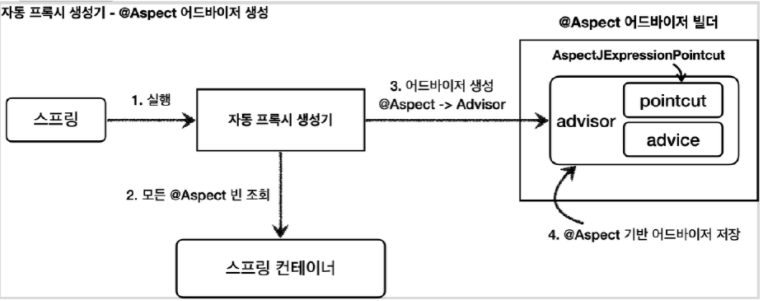 자동 프록시 생성기 - @Aspect 어드바이저 생성
@Aspect 어드바이저 빌더
AspectJExpressionPointcut
3. 어드바이저 생성
@Aspect -> Advisor
1. 실행
스프링
자동 프록시 생성기
advisor
pointcut
advice
2. 모든 @Aspect 빈 조회
4. @Aspect 기반 어드바이저 저장
스프링 컨테이너